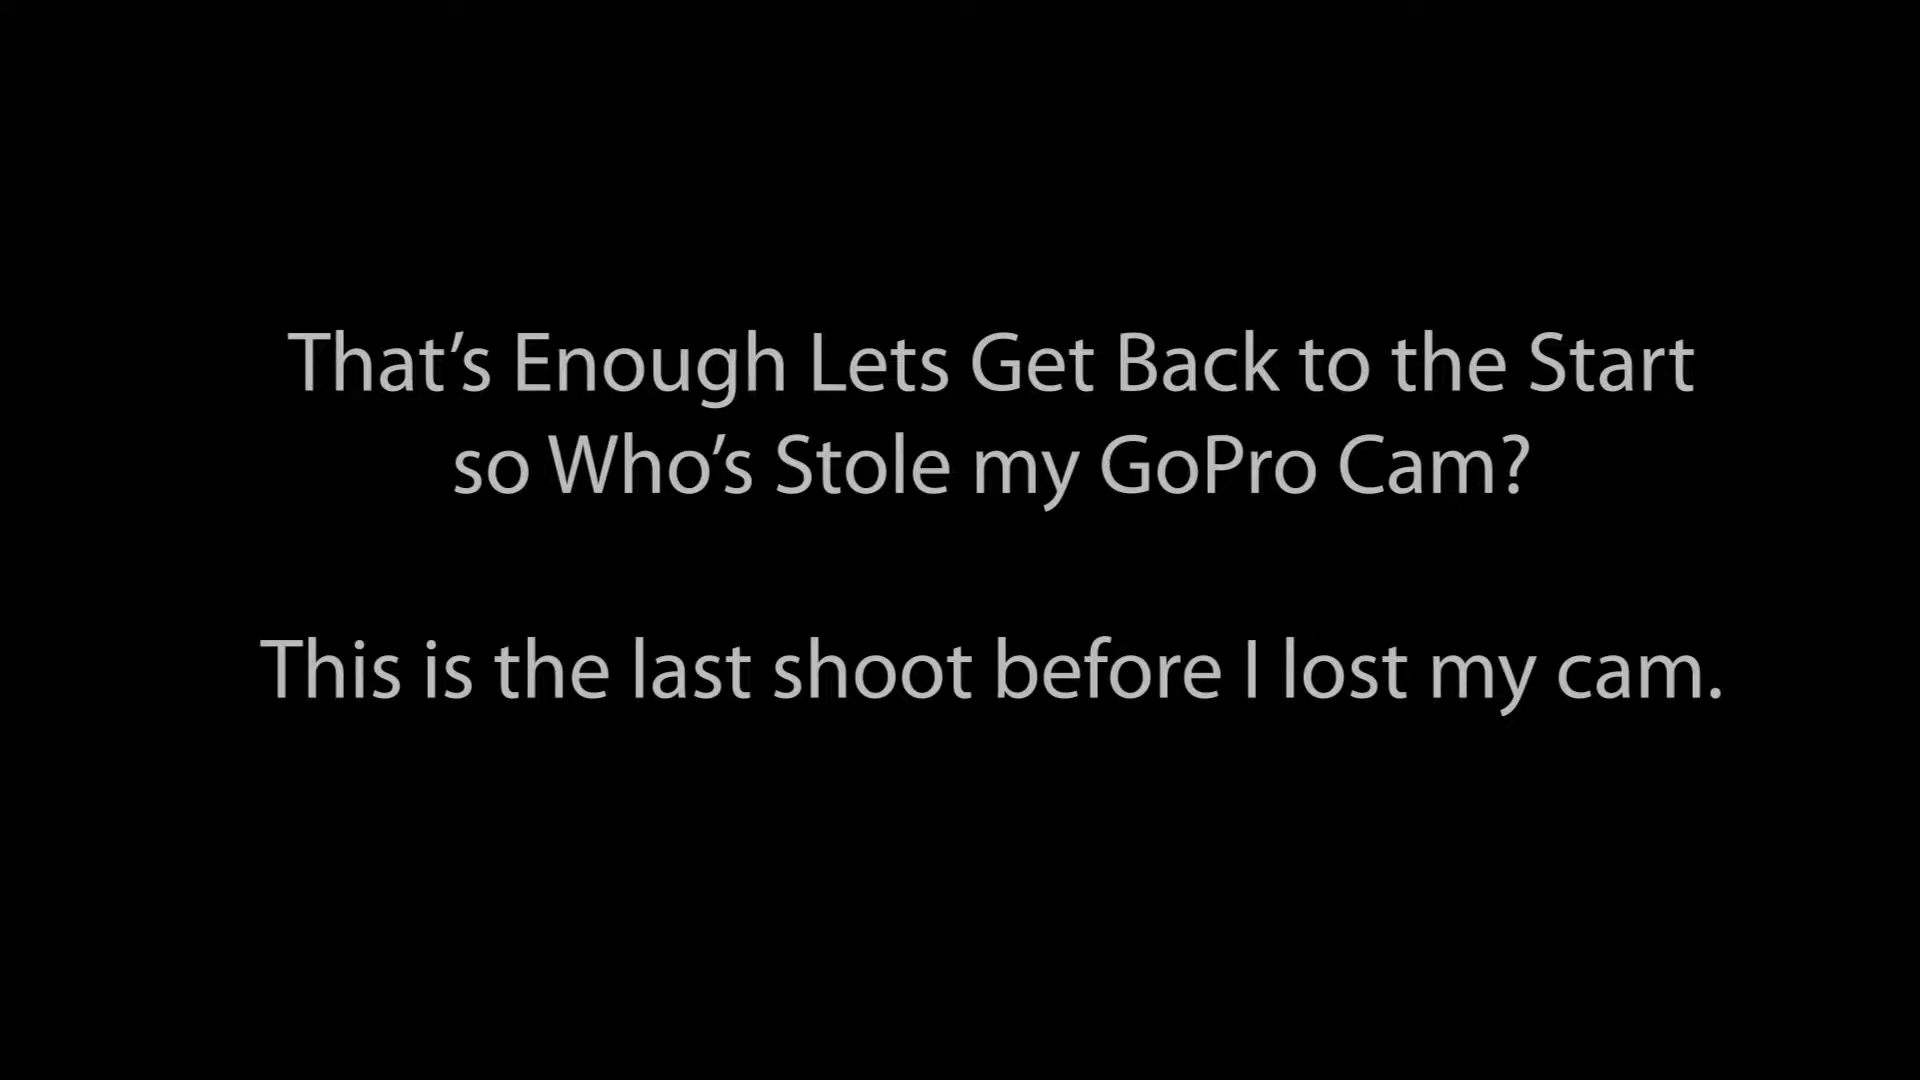 That’s Enough Lets Get Back to the Start
so Who’s Stole my GoPro Cam?
This is the last shoot before I lost my cam.